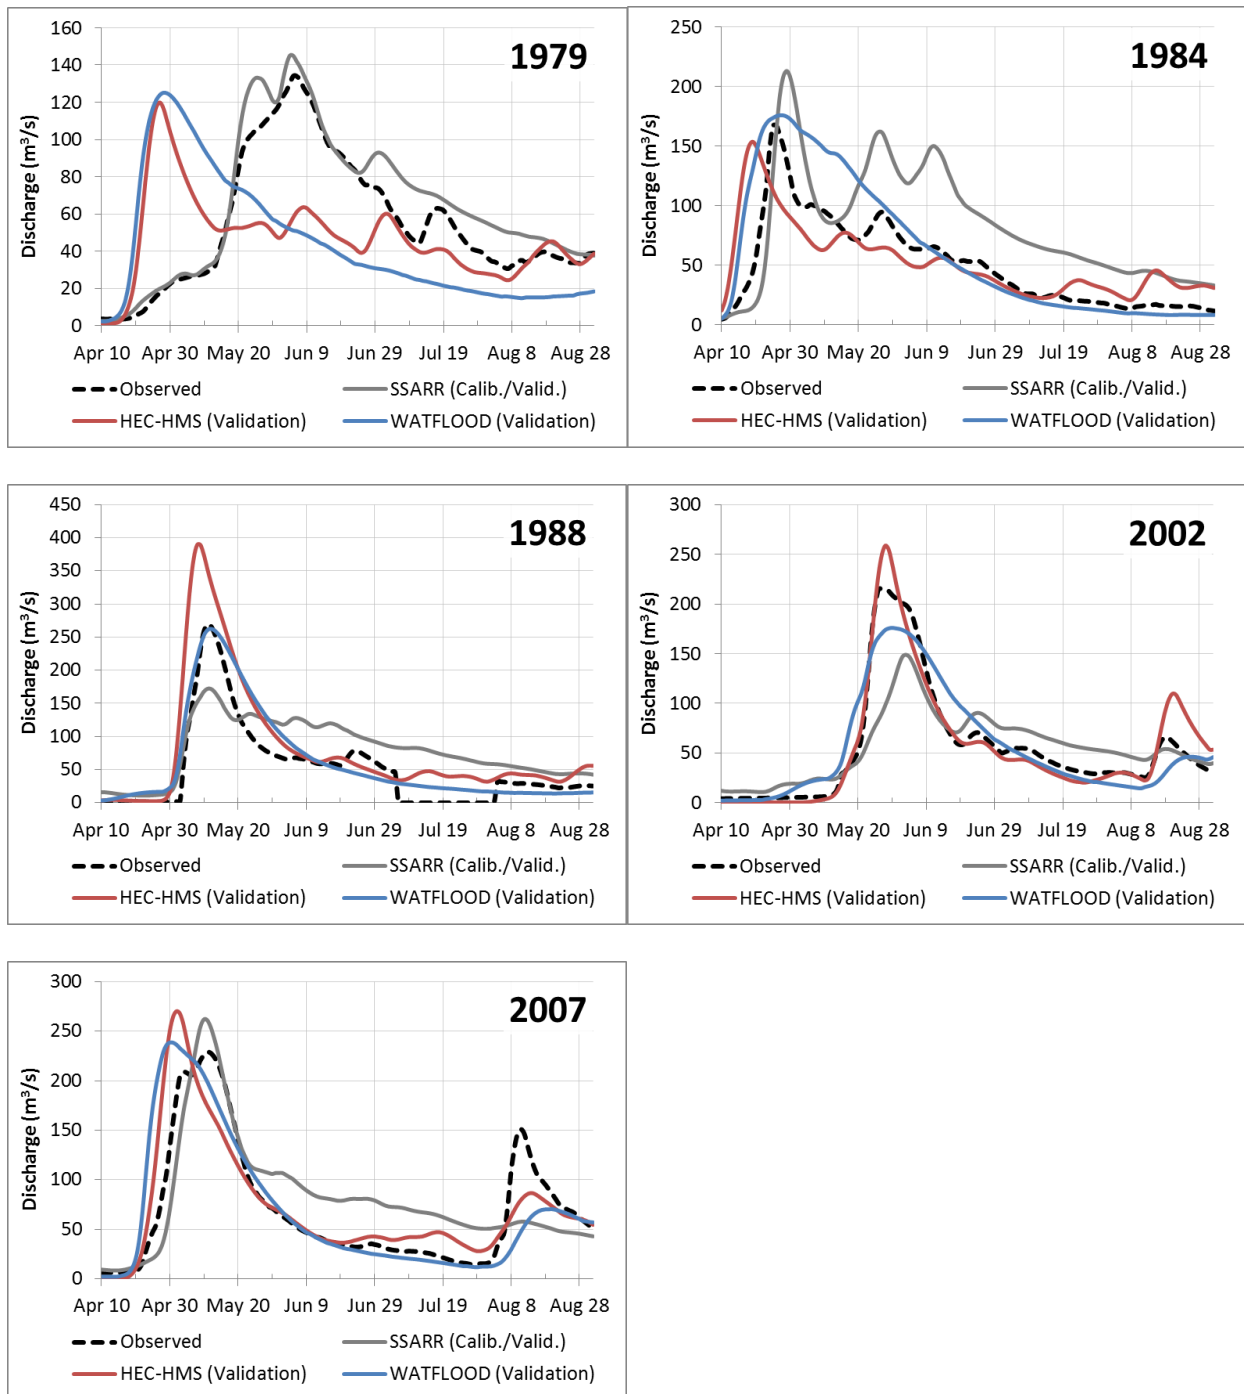 1979
Discharge (m³/s)
160
140
120
100
80
60
40
20
0
Apr 10 Apr 30 May 20 Jun 9 Jun 29 Jul 19 Aug 8 Aug 28
Observed SSARR (Calib./Valid.)
HEC-HMS (Validation) WATFLOOD (Validation)
1984
Discharge (m³/s)
250
200
150
100
50
0
Apr 10 Apr 30 May 20 Jun 9 Jun 29 Jul 19 Aug 8 Aug 28
Observed SSARR (Calib./Valid.)
HEC-HMS (Validation) WATFLOOD (Validation)
1988
Discharge (m³/s)
450
400
350
300
250
200
150
100
50
0
Apr 10 Apr 30 May 20 Jun 9 Jun 29 Jul 19 Aug 8 Aug 28
Observed SSARR (Calib./Valid.)
HEC-HMS (Validation) WATFLOOD (Validation)
2002
Discharge (m³/s)
300
250
200
150
100
50
0
Apr 10 Apr 30 May 20 Jun 9 Jun 29 Jul 19 Aug 8 Aug 28
Observed SSARR (Calib./Valid.)
HEC-HMS (Validation) WATFLOOD (Validation)
2007
Discharge (m³/s)
300
250
200
150
100
50
0
Apr 10 Apr 30 May 20 Jun 9 Jun 29 Jul 19 Aug 8 Aug 28
Observed SSARR (Calib./Valid.)
HEC-HMS (Validation) WATFLOOD (Validation)